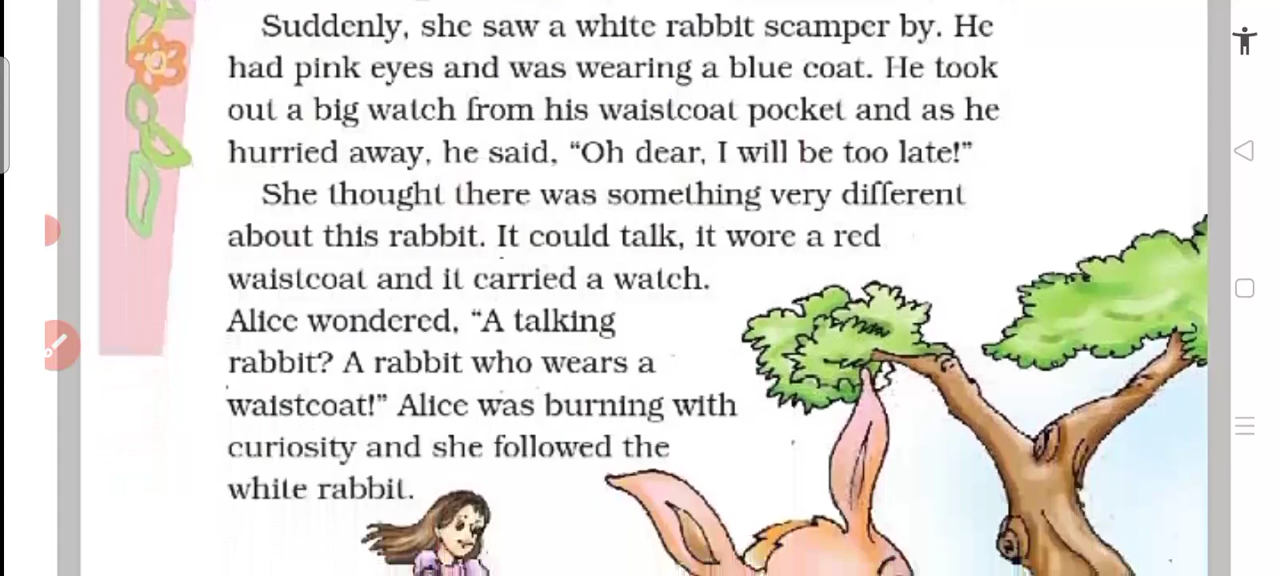 Suddenly, she saw a white rabbit scamper by. He
had pink eyes and was wearing a blue coat. He took
out a big watch from his waistcoat pocket and as he
hurried away, he said, “Oh dear, I will be too late!”
She thought there was something very different
about this rabbit. It could talk, it wore a red
waistcoat and it carried a watch.
Alice wondered, “A talking
rabbit? A rabbit who wears a
waistcoat!” Alice was burning with
curiosity and she followed the
white rabbit.